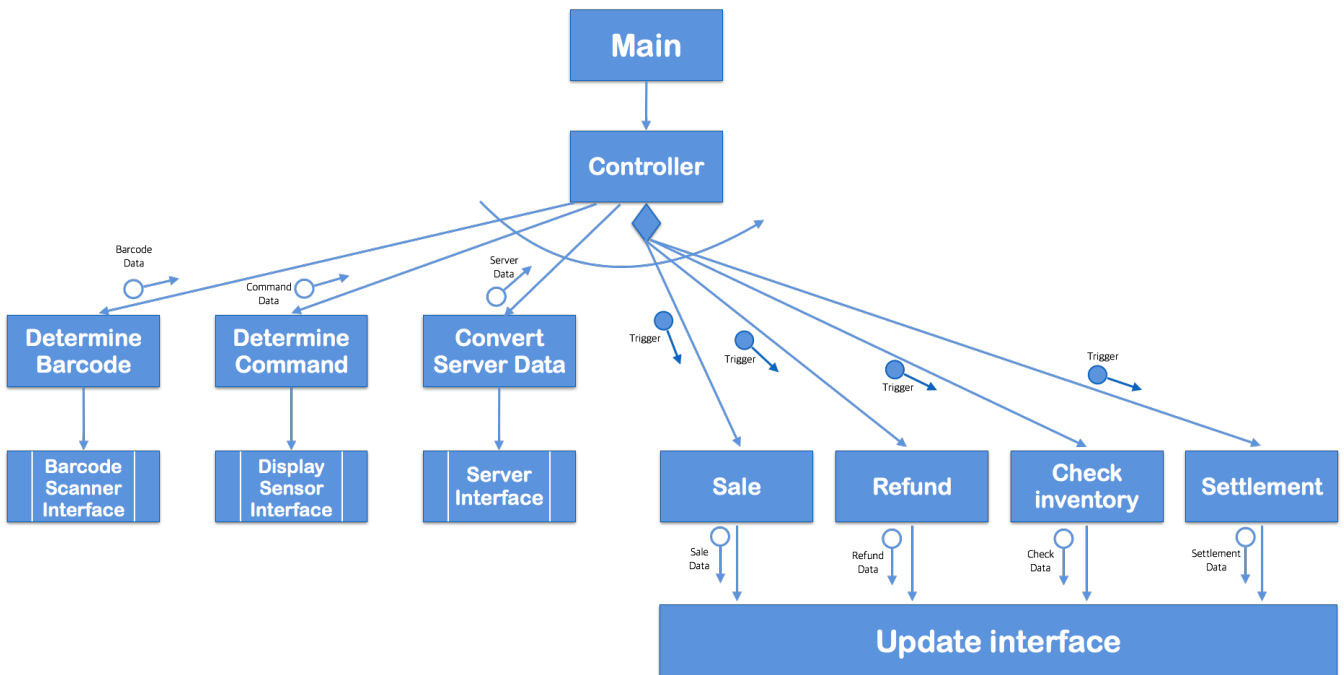 Main
Controller
Barcode
Data
Command
Data
Server
Data
Determine
Barcode
Determine
Command
Convert
Server Data
Trigger
Trigger
Trigger
Trigger
Barcode
Scanner
Interface
Display
Sensor
Interface
Server
Interface
Sale
Refund
Check
inventory
Settlement
Sale
Data
Refund
Data
Check
Data
Settlement
Data
Update interface